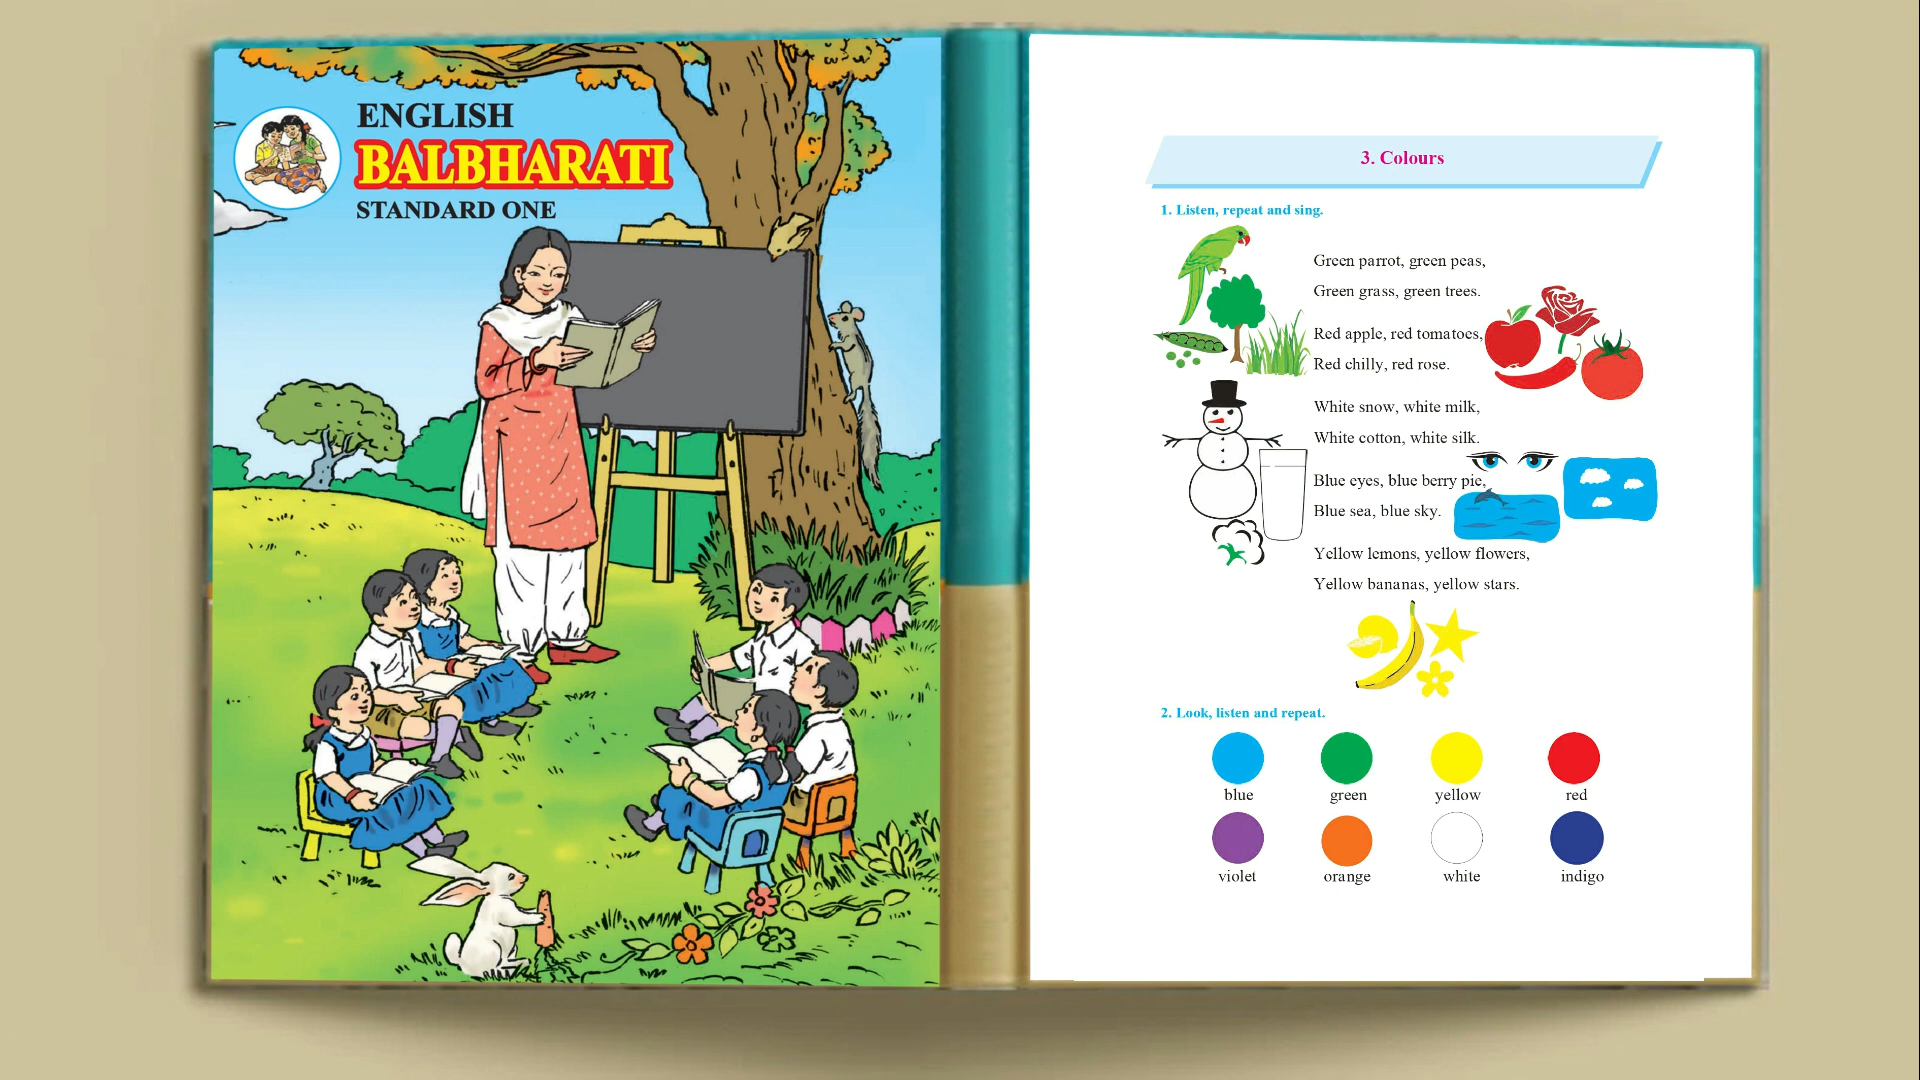 ENGLISH
BALBHARATI
STANDARD ONE
3. Colours
1. Listen, repeat and sing.
Green parrot, green peas,
Green grass, green trees.
Red apple, red tomatoes,
Red chilly, red rose.
White snow, white milk,
White cotton, white silk.
Blue eyes, blue berry pie,
Blue sea, blue sky.
Yellow lemons, yellow flowers,
Yellow bananas, yellow stars.
2. Look, listen and repeat.
blue green yellow red
violet orange white indigo